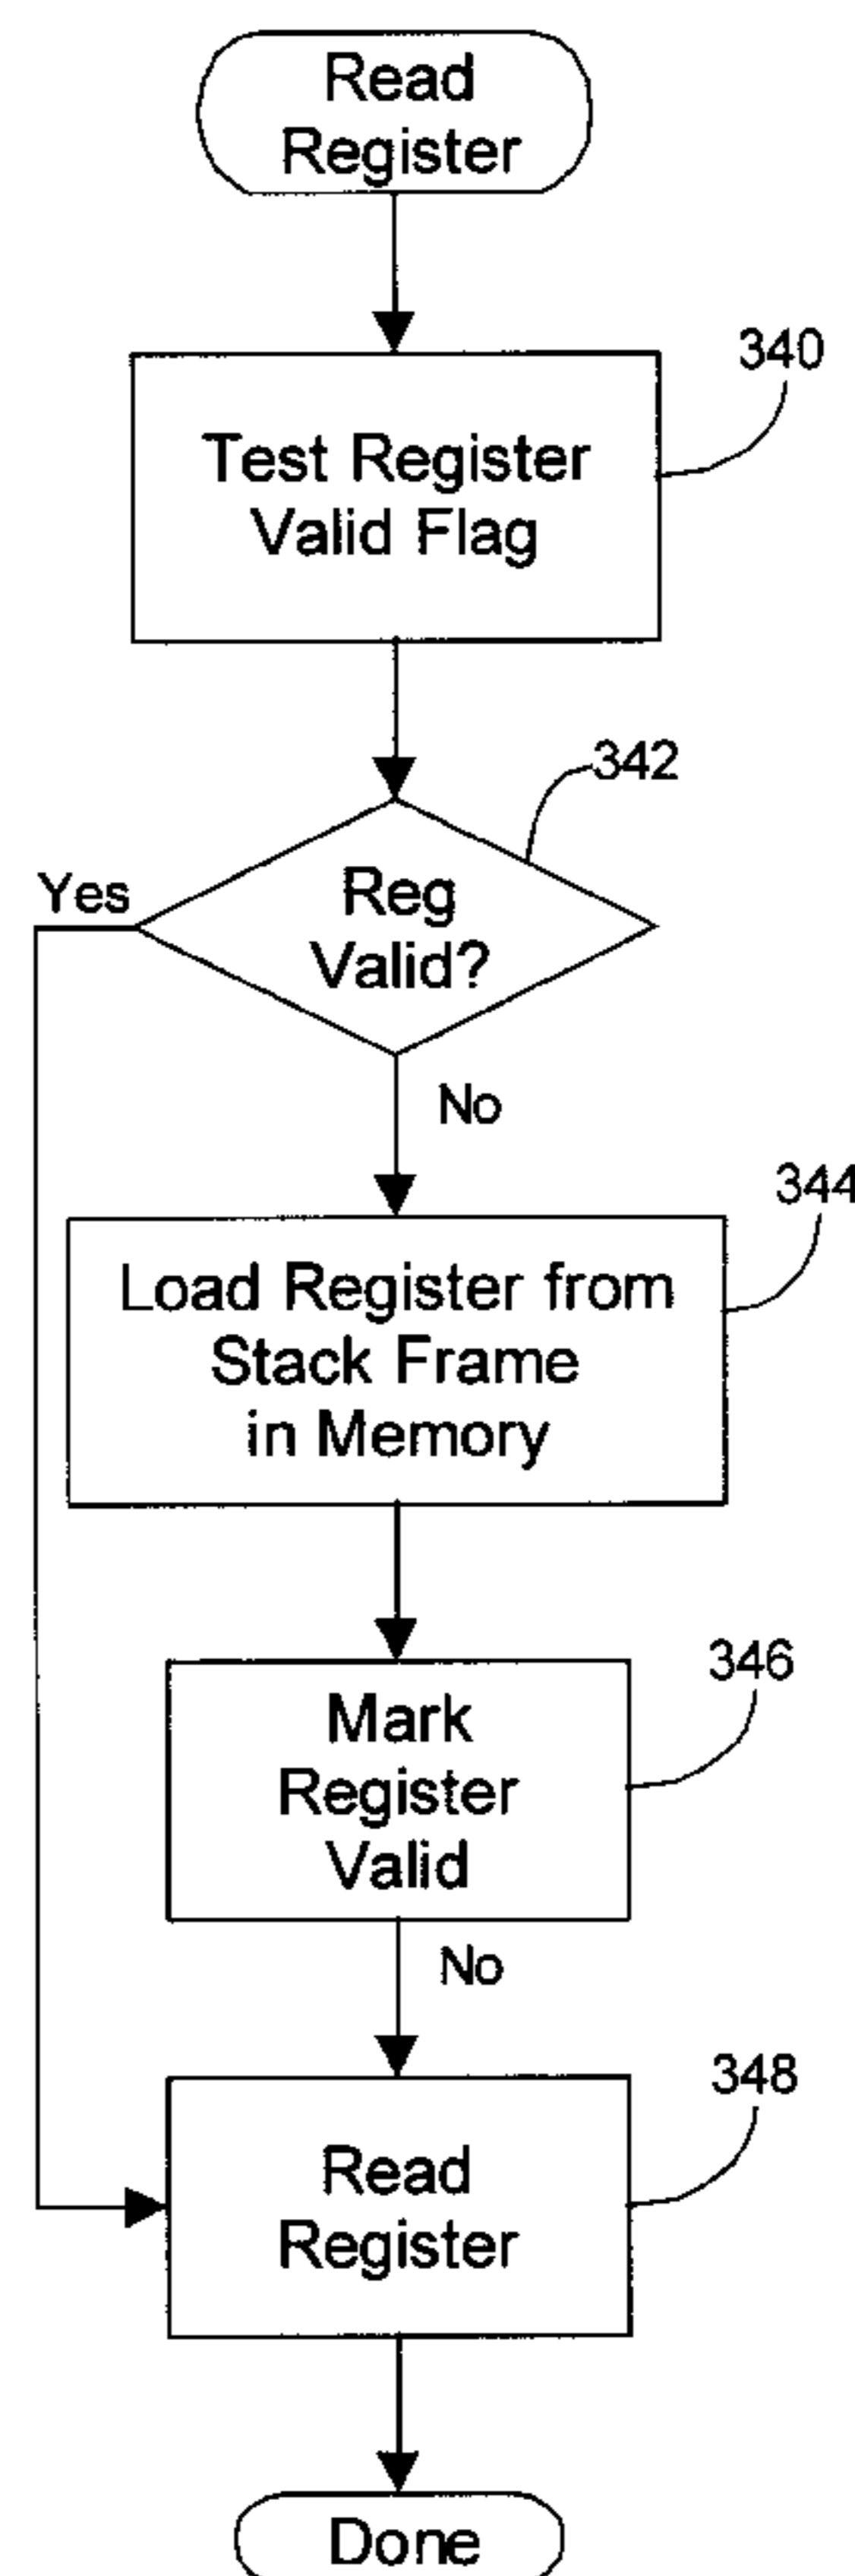 Read
Register
340
Test Register
Valid Flag
342
Yes
Reg
Valid?
No
344
Load Register from
Stack Frame
in Memory
346
Mark
Register
Valid
No
348
Read
Register
Done